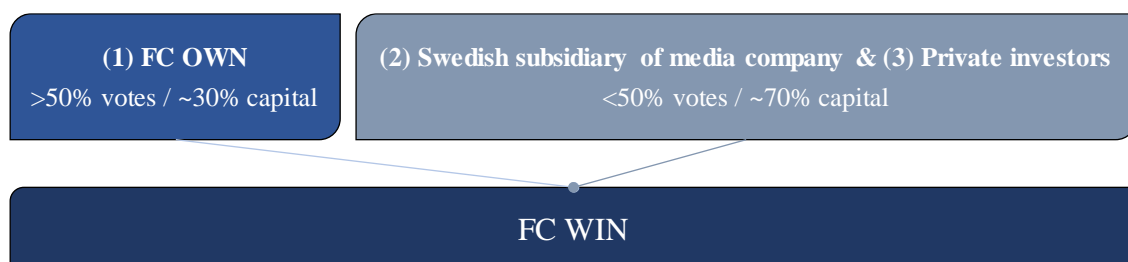 (1) FC OWN
>50% votes / ~30% capital
(2) Swedish subsidiary of media company & (3) Private investors
<50% votes / ~70% capital
FC WIN